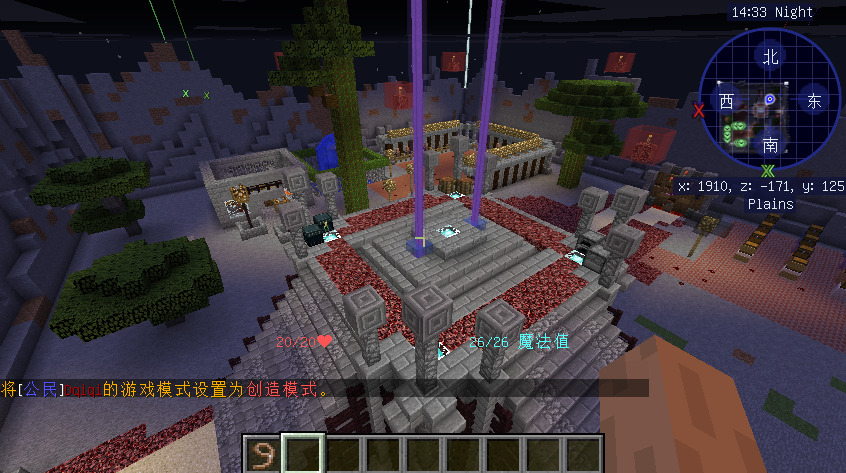 14:33 Night
北
西
东
南
x: 1910, z: -171, y: 125
Plains
20/20
26/26 魔法值
将[公民]的游戏模式设置为创造模式。